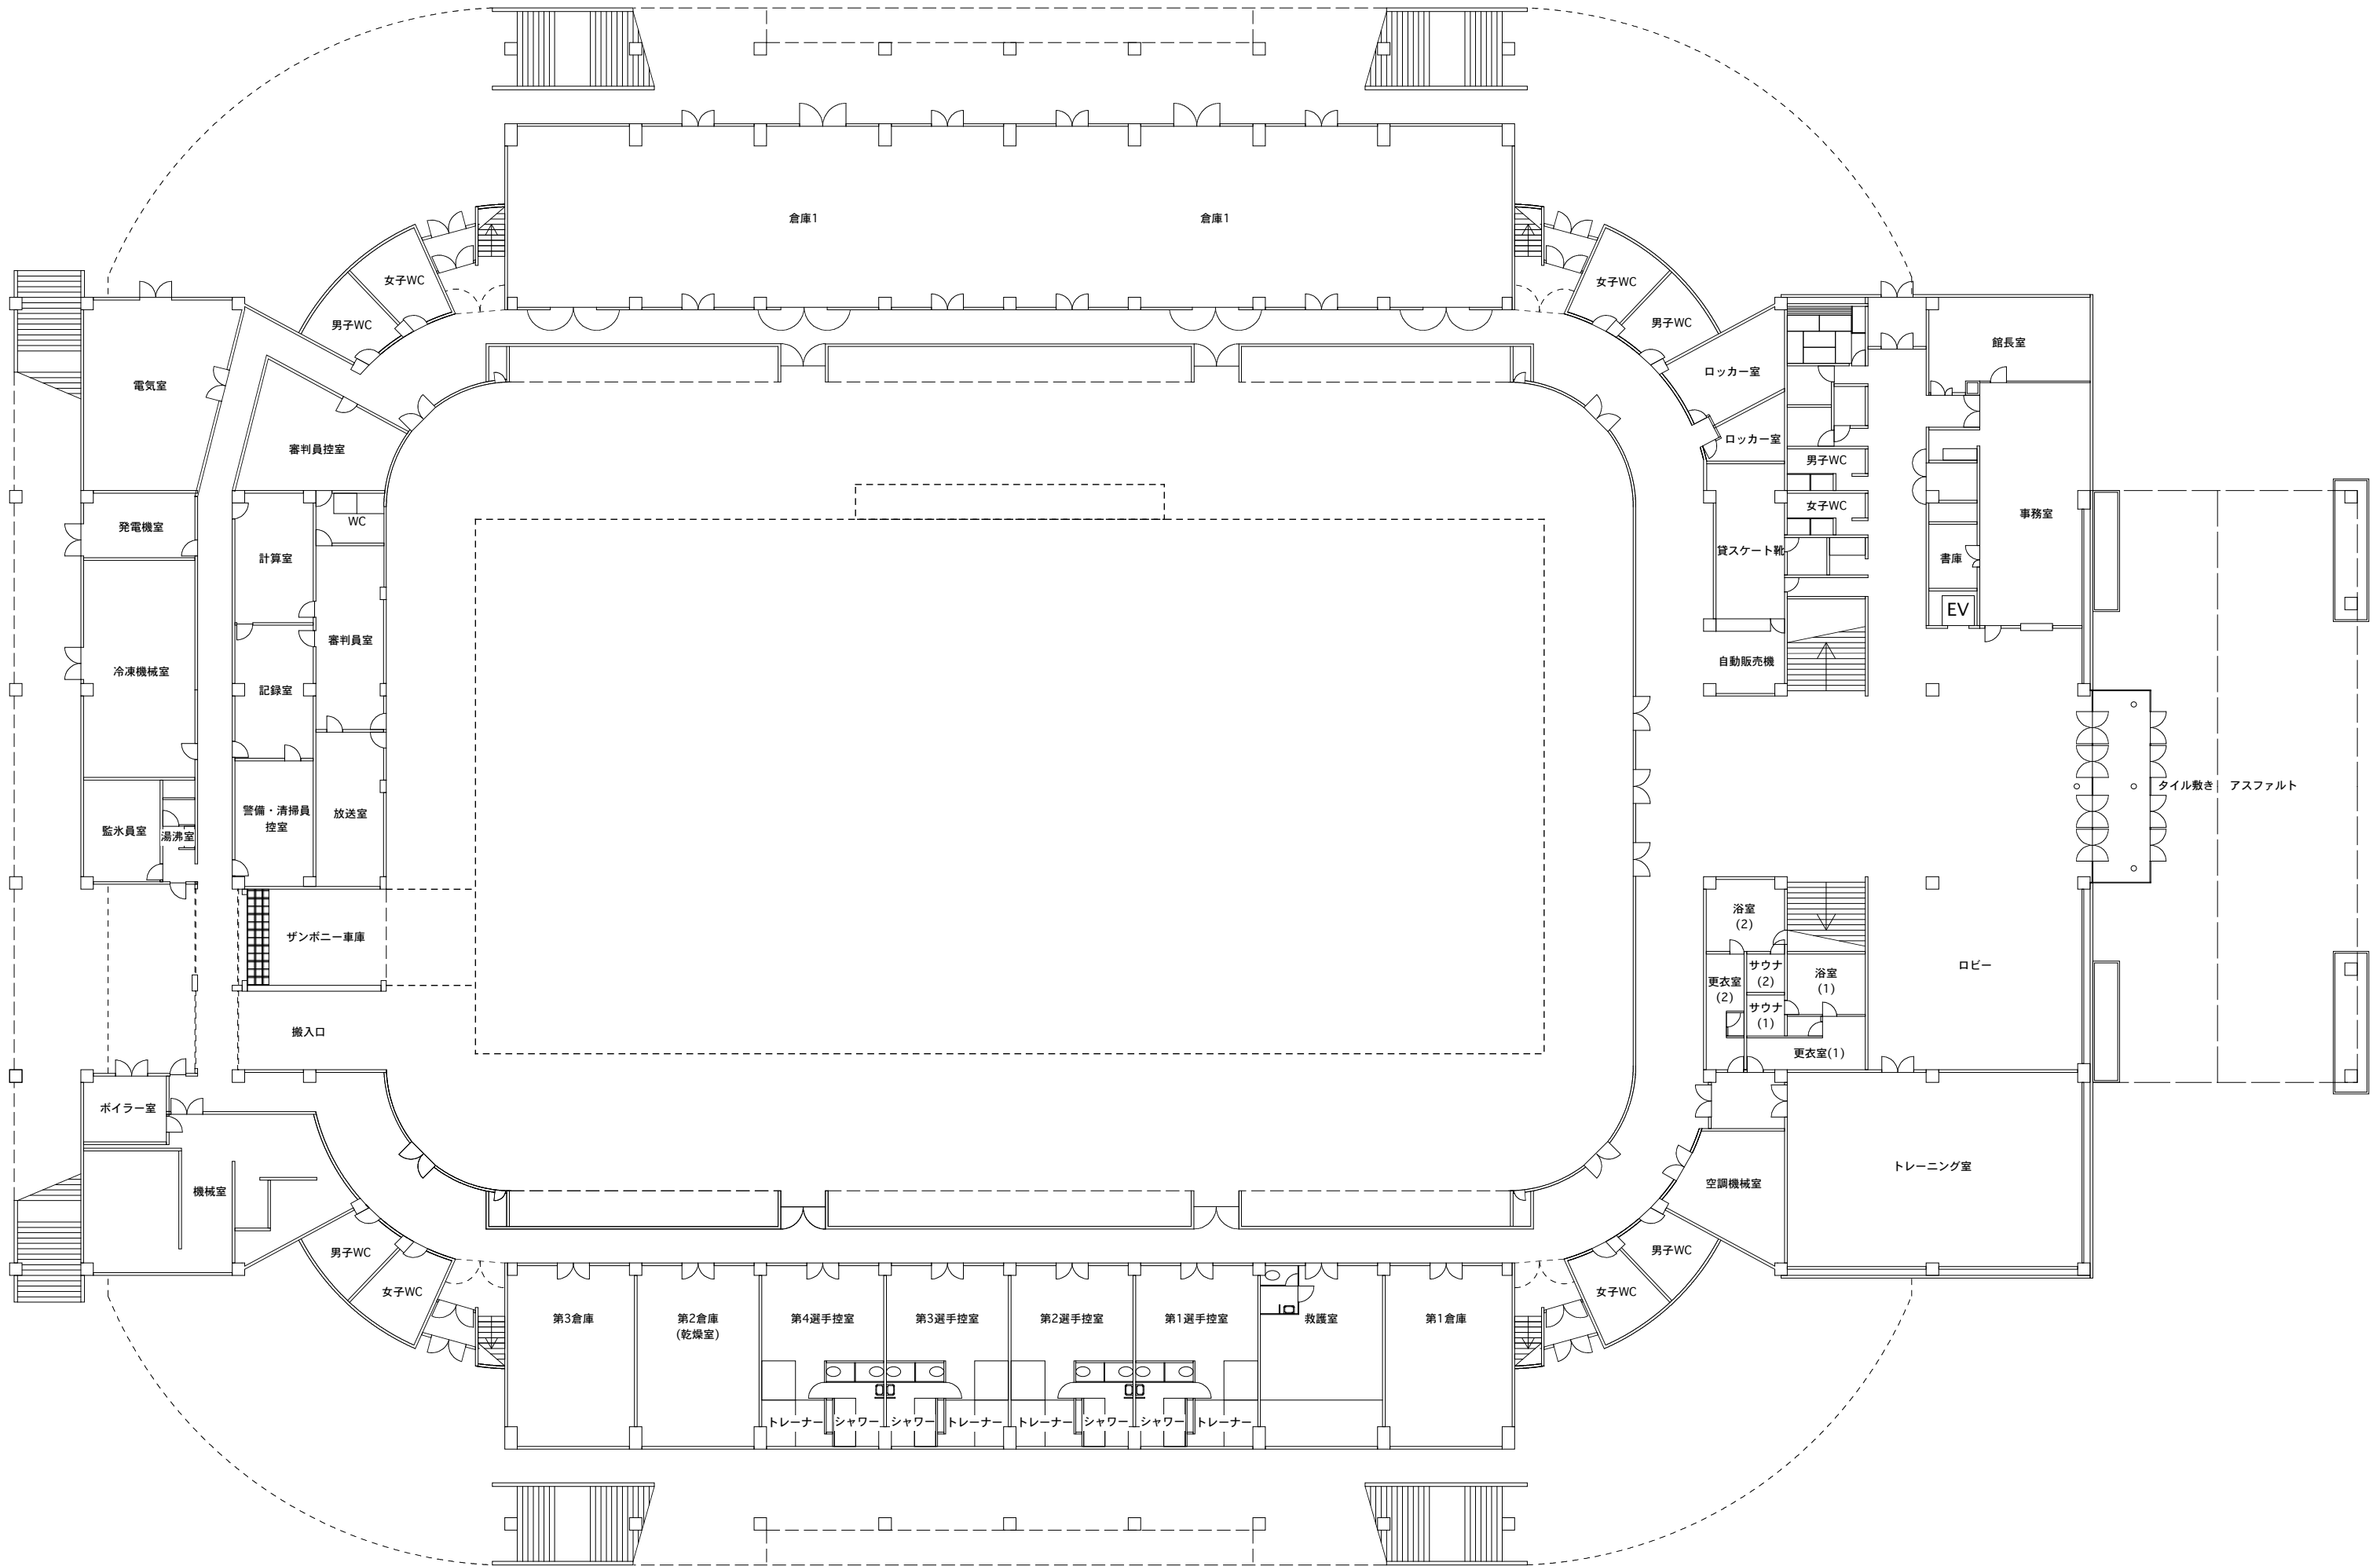 倉庫1
倉庫1
女子WC
男子WC
女子WC
男子WC
館長室
電気室
ロッカー室
審判員控室
ロッカー室
男子WC
発電機室
WC
女子WC
事務室
計算室
貸スケート靴
書庫
EV
審判員室
冷凍機械室
記録室
自動販売機
タイル敷き
アスファルト
監氷員室
湯沸室
警備・清掃員
控室
放送室
ザンボニー車庫
浴室
(2)
ロビー
サウナ
(2)
更衣室
(2)
浴室
(1)
サウナ
(1)
搬入口
更衣室(1)
ボイラー室
トレーニング室
機械室
空調機械室
男子WC
女子WC
男子WC
女子WC
第3倉庫
第2倉庫
(乾燥室)
第4選手控室
第3選手控室
第2選手控室
第1選手控室
救護室
第1倉庫
トレーナー
シャワー
シャワー
トレーナー
トレーナー
シャワー
シャワー
トレーナー